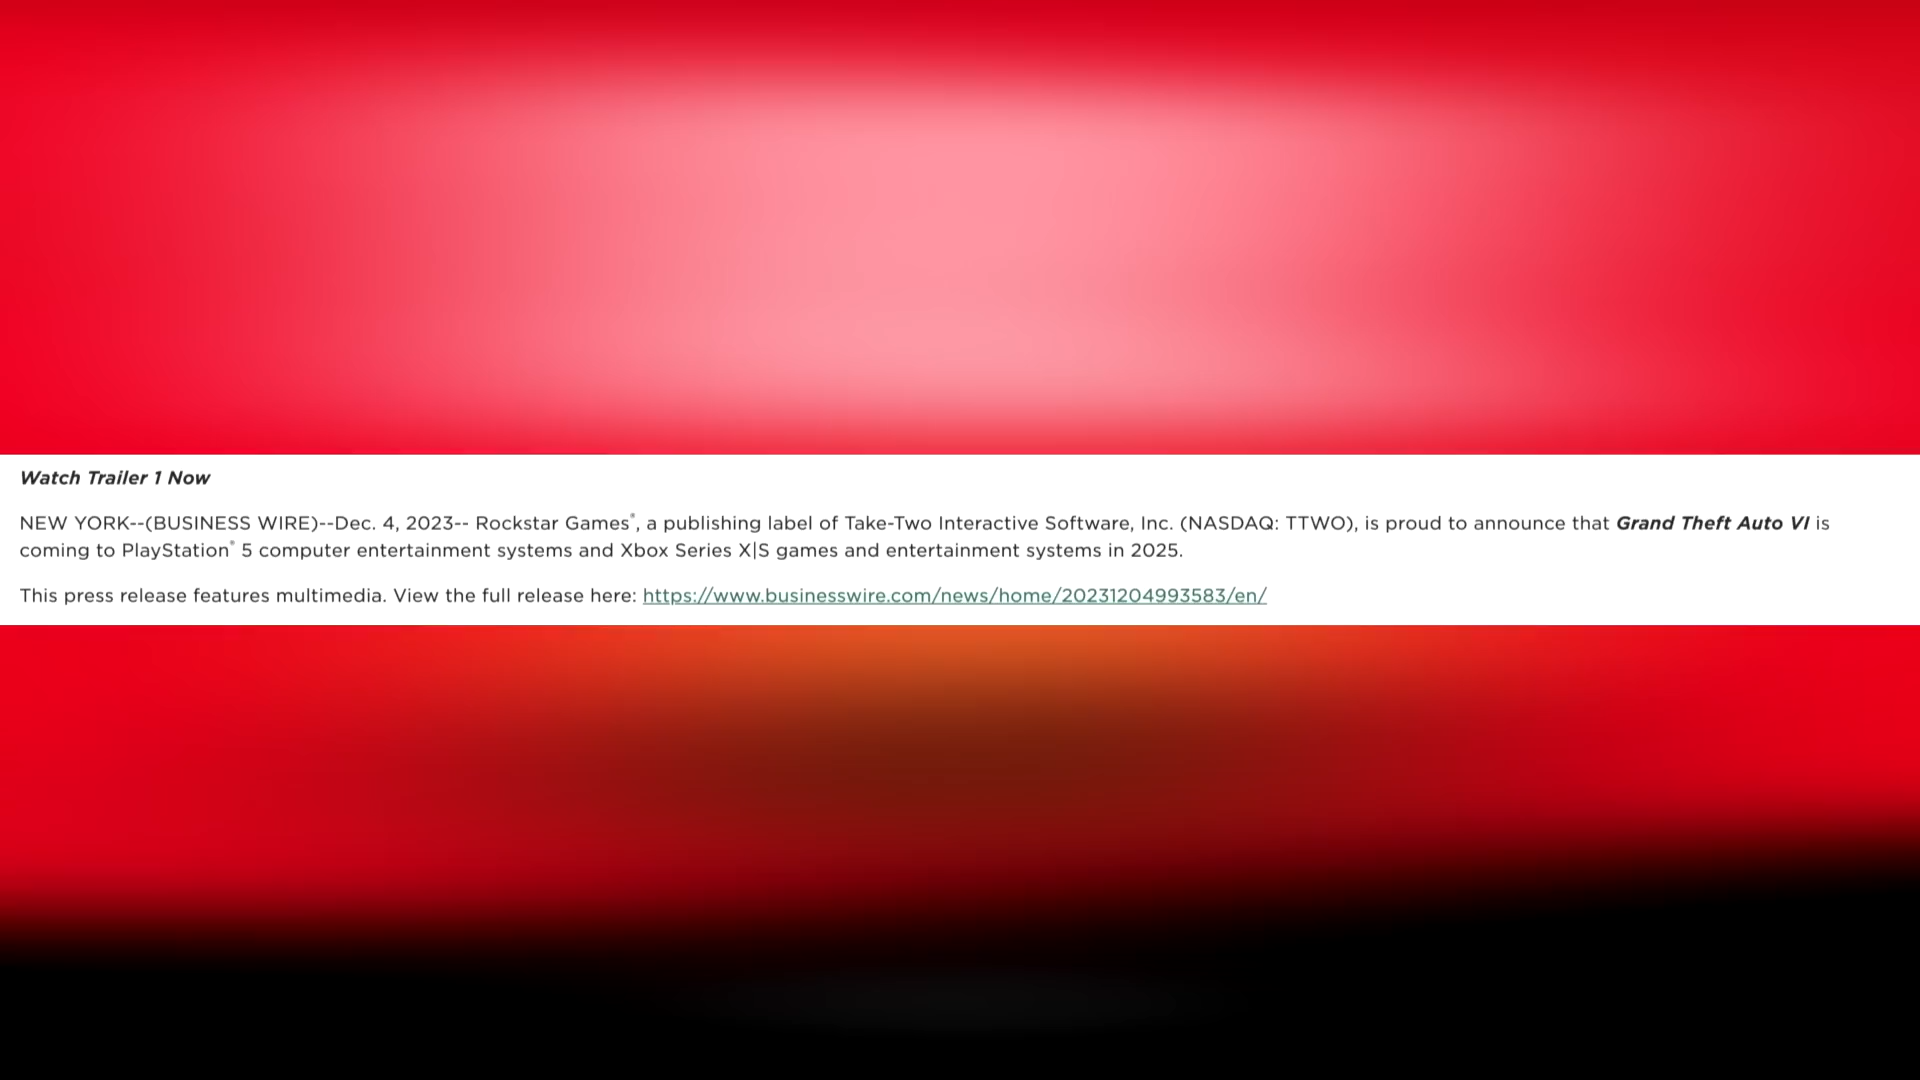 Watch Trailer 1 Now
NEW YORK--(BUSINESS WIRE)--Dec. 4, 2023-- Rockstar Games®, a publishing label of Take-Two Interactive Software, Inc. (NASDAQ: TTWO), is proud to announce that Grand Theft Auto VI is
coming to PlayStation® 5 computer entertainment systems and Xbox Series X|S games and entertainment systems in 2025.
This press release features multimedia. View the full release here: https://www.businesswire.com/news/home/20231204993583/en/